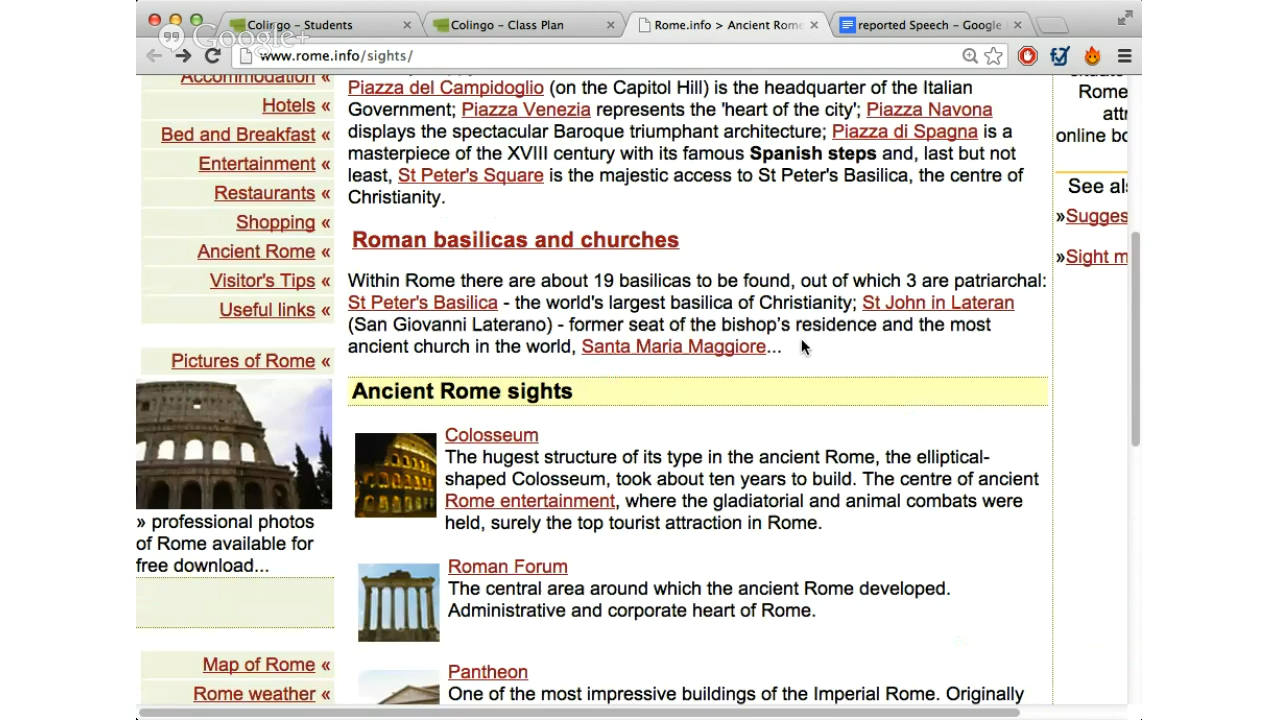 Colingo – Students
Colingo – Class Plan
Rome.info > Ancient Rome
reported Speech – Google
Google+
www.rome.info/sights/
Accommodation «
Hotels «
Bed and Breakfast «
Entertainment «
Restaurants «
Shopping «
Ancient Rome «
Visitor's Tips «
Useful links «
Pictures of Rome «
» professional photos
of Rome available for
free download...
Map of Rome «
Rome weather «
Piazza del Campidoglio (on the Capitol Hill) is the headquarter of the Italian
Government; Piazza Venezia represents the 'heart of the city'; Piazza Navona
displays the spectacular Baroque triumphant architecture; Piazza di Spagna is a
masterpiece of the XVIII century with its famous Spanish steps and, last but not
least, St Peter's Square is the majestic access to St Peter's Basilica, the centre of
Christianity.
Roman basilicas and churches
Within Rome there are about 19 basilicas to be found, out of which 3 are patriarchal:
St Peter's Basilica - the world's largest basilica of Christianity; St John in Lateran
(San Giovanni Laterano) - former seat of the bishop's residence and the most
ancient church in the world, Santa Maria Maggiore...
Ancient Rome sights
Colosseum
The hugest structure of its type in the ancient Rome, the elliptical-
shaped Colosseum, took about ten years to build. The centre of ancient
Rome entertainment, where the gladiatorial and animal combats were
held, surely the top tourist attraction in Rome.
Roman Forum
The central area around which the ancient Rome developed.
Administrative and corporate heart of Rome.
Pantheon
One of the most impressive buildings of the Imperial Rome. Originally
Rome
att
online bo
See als
»Sugges
»Sight m